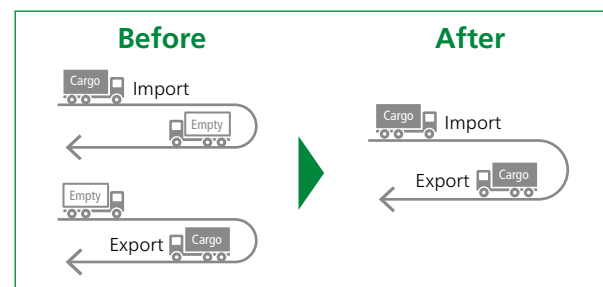 Before
Cargo
Import
Empty
Empty
Export
Cargo
After
Cargo
Import
Export
Cargo